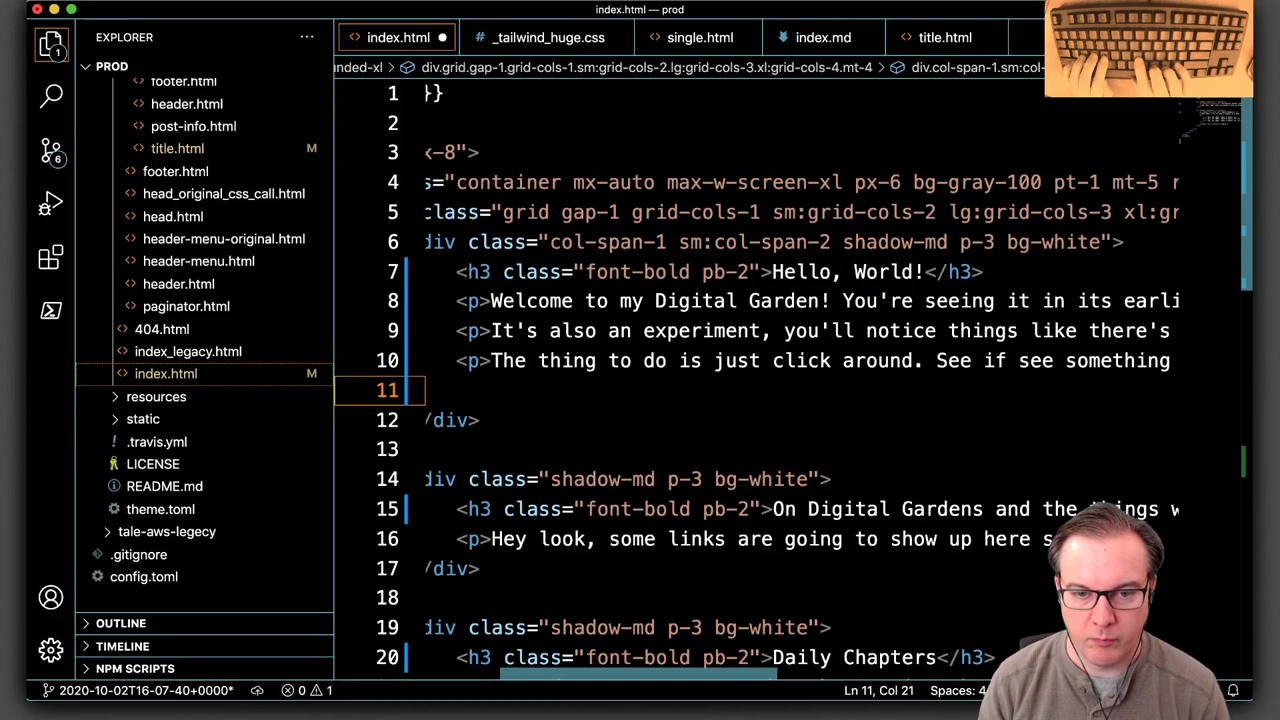 index.html — prod
EXPLORER
index.html
_tailwind_huge.css
single.html
index.md
title.html
PROD
nded-xl > div.grid.gap-1.grid-cols-1.sm:grid-cols-2.lg:grid-cols-3.xl:grid-cols-4.mt-4 > div.col-span-1.sm:col-
footer.html
header.html
post-info.html
title.html M
footer.html
head_original_css_call.html
head.html
header-menu-original.html
header-menu.html
header.html
paginator.html
404.html
index_legacy.html
index.html M
resources
static
.travis.yml
LICENSE
README.md
theme.toml
tale-aws-legecy
.gitignore
config.toml
OUTLINE
TIMELINE
NPM SCRIPTS
1 }}
2
3 x-8">
4 s="container mx-auto max-w-screen-xl px-6 bg-gray-100 pt-1 mt-5 r
5 class="grid gap-1 grid-cols-1 sm:grid-cols-2 lg:grid-cols-3 xl:gr
6 div class="col-span-1 sm:col-span-2 shadow-md p-3 bg-white">
7 <h3 class="font-bold pb-2">Hello, World!</h3>
8 <p>Welcome to my Digital Garden! You're seeing it in its earli
9 <p>It's also an experiment, you'll notice things like there's
10 <p>The thing to do is just click around. See if see something
11
12 /div>
13
14 div class="shadow-md p-3 bg-white">
15 <h3 class="font-bold pb-2">On Digital Gardens and the things w
16 <p>Hey look, some links are going to show up here s
17 /div>
18
19 div class="shadow-md p-3 bg-white">
20 <h3 class="font-bold pb-2">Daily Chapters</h3>
1
6
2020-10-02T16-07-40+0000* 0 1
Ln 11, Col 21 Spaces: 4